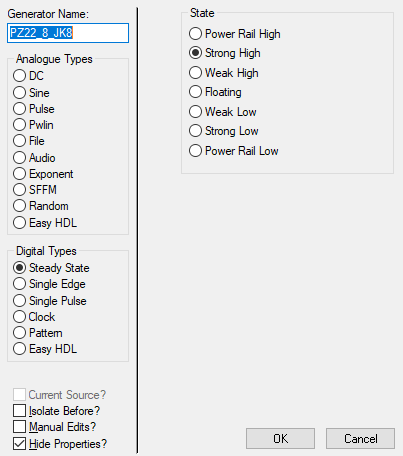 Generator Name:
PZ22_8_JK8
Analogue Types
DC
Sine
Pulse
Pwlin
File
Audio
Exponent
SFFM
Random
Easy HDL
Digital Types
Steady State
Single Edge
Single Pulse
Clock
Pattern
Easy HDL
Current Source?
Isolate Before?
Manual Edits?
Hide Properties?
State
Power Rail High
Strong High
Weak High
Floating
Weak Low
Strong Low
Power Rail Low
OK
Cancel